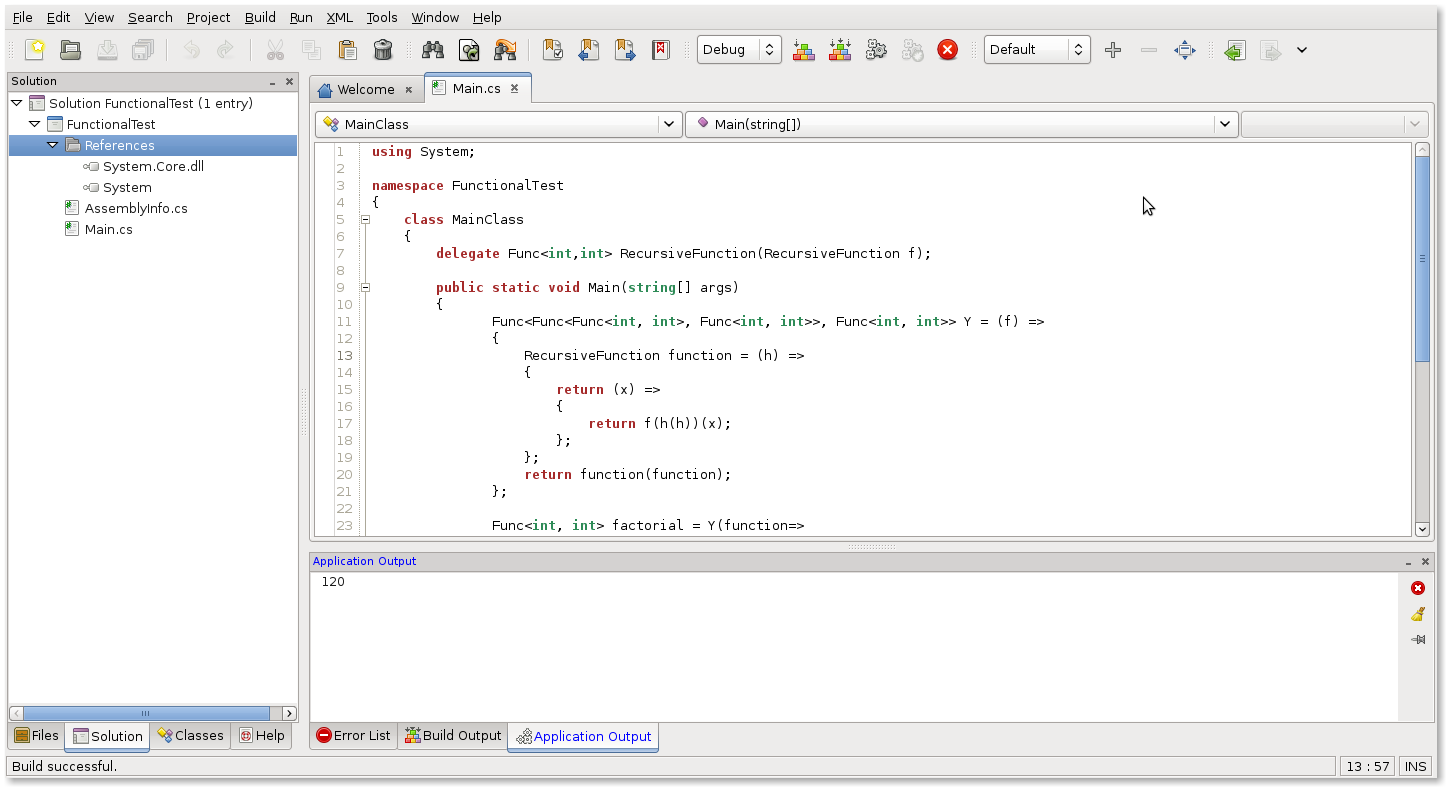 File Edit View Search Project Build Run XML Tools Window Help
Debug Default
Solution
Solution FunctionalTest (1 entry)
FunctionalTest
References
System.Core.dll
System
AssemblyInfo.cs
Main.cs
Files Solution Classes Help
Welcome Main.cs
MainClass Main(string[])
1 using System;
2
3 namespace FunctionalTest
4 {
5 class MainClass
6 {
7 delegate Func<int,int> RecursiveFunction(RecursiveFunction f);
8
9 public static void Main(string[] args)
10 {
11 Func<Func<Func<int, int>, Func<int, int>>, Func<int, int>> Y = (f) =>
12 {
13 RecursiveFunction function = (h) =>
14 {
15 return (x) =>
16 {
17 return f(h(h))(x);
18 };
19 };
20 return function(function);
21 };
22
23 Func<int, int> factorial = Y(function=>
Application Output
120
Error List Build Output Application Output
Build successful. 13 : 57 INS